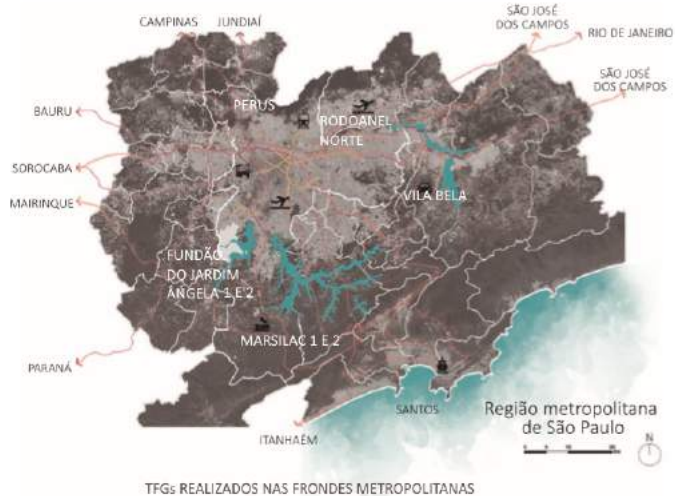 CAMPINAS
JUNDIAÍ
SÃO JOSÉ
DOS CAMPOS
RIO DE JANEIRO
SÃO JOSÉ
DOS CAMPOS
BAURU
PERUS
RODOANEL
NORTE
SOROCABA
MAIRINQUE
VILA BELA
FUNDÃO
DO JARDIM
ÂNGELA 1 E 2
MARSILAC 1 E 2
PARANÁ
SANTOS
ITANHAÉM
Região metropolitana
de São Paulo
N
TFGs REALIZADOS NAS FRONDES METROPOLITANAS